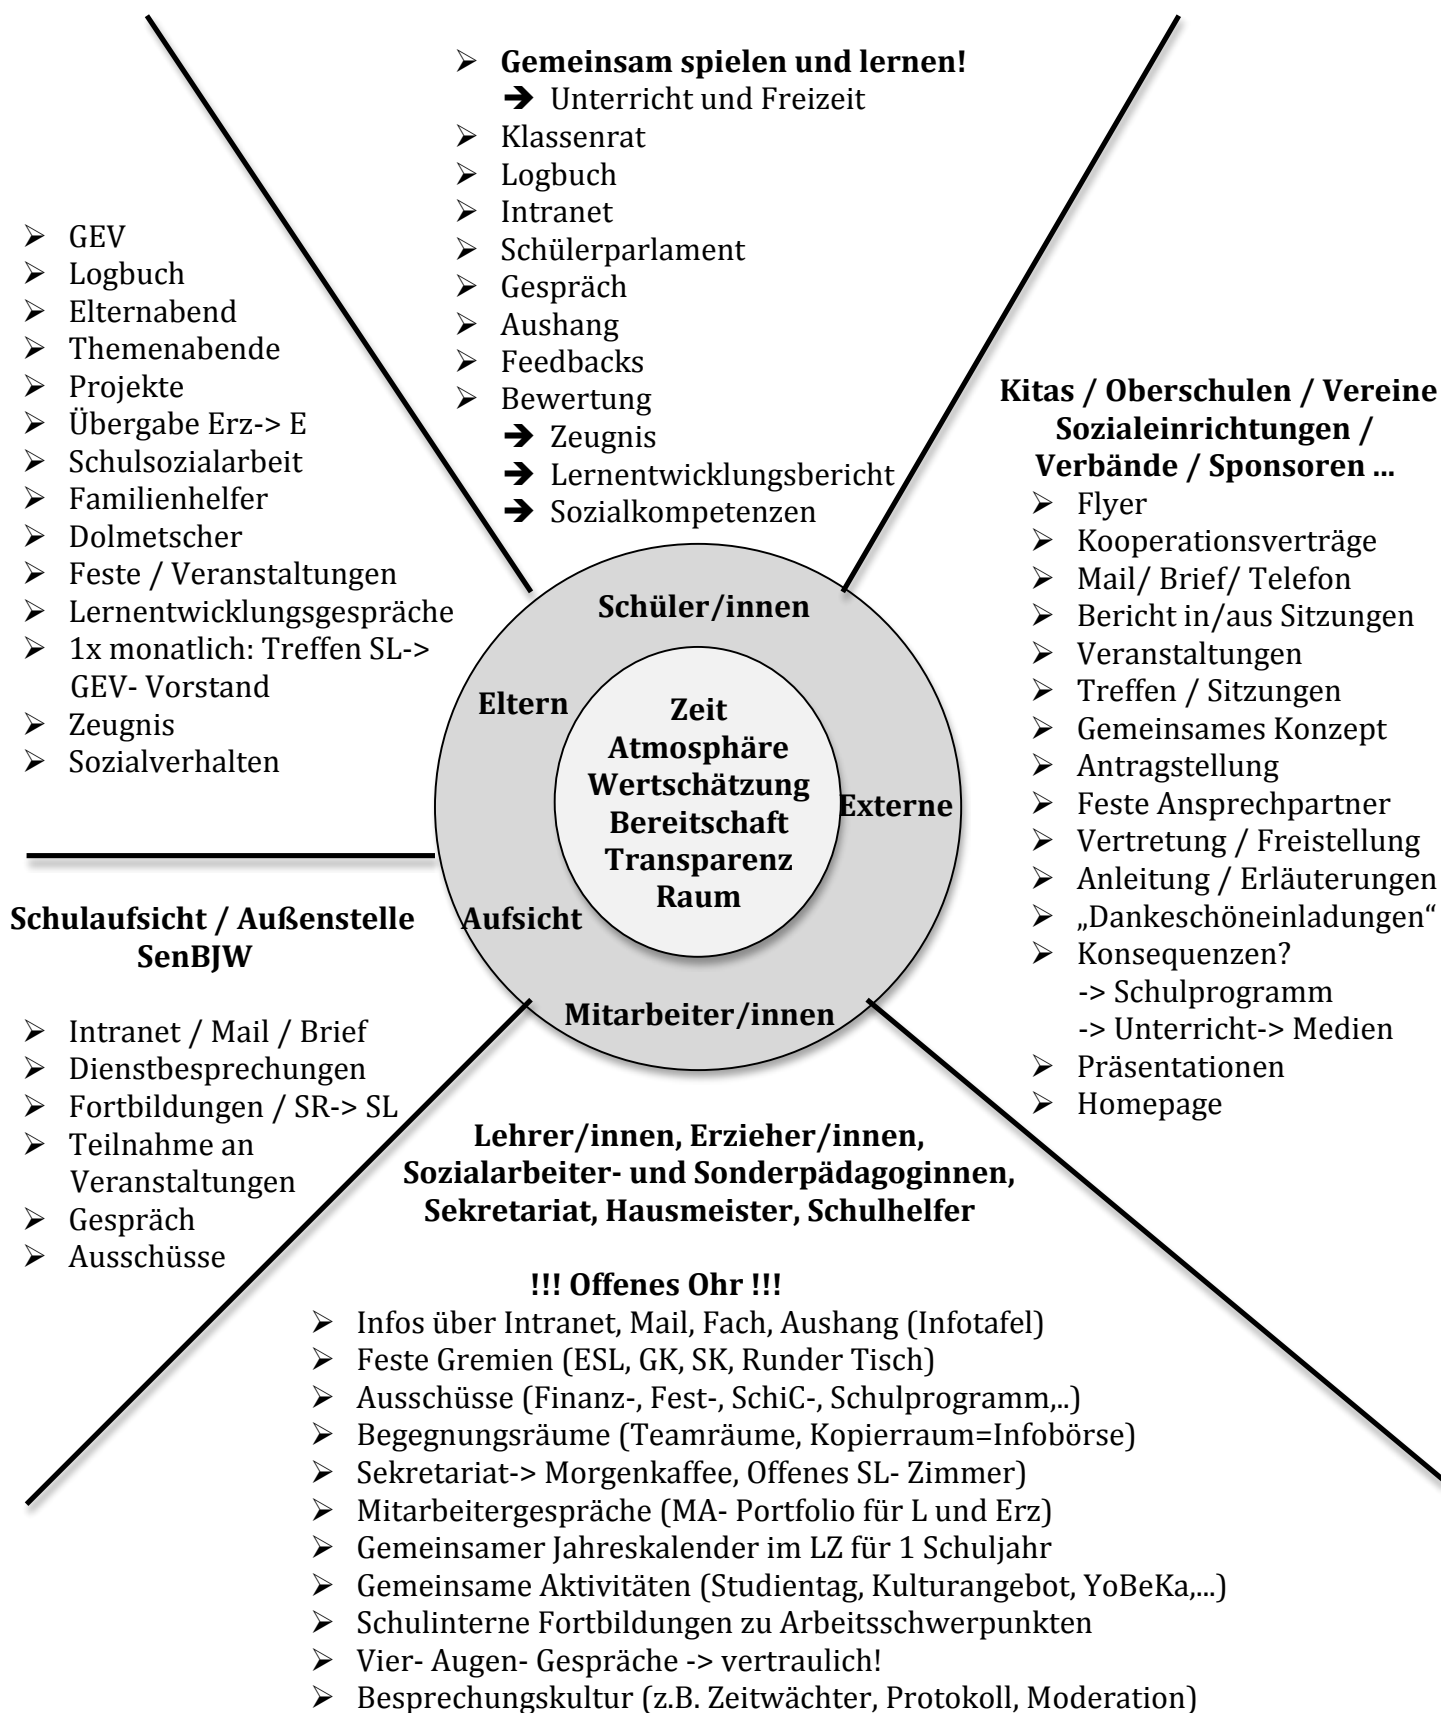 Gemeinsam spielen und lernen!
Unterricht und Freizeit
Klassenrat
Logbuch
Intranet
Schülerparlament
Gespräch
Aushang
Feedbacks
Bewertung
Zeugnis
Lernentwicklungsbericht
Sozialkompetenzen
GEV
Logbuch
Elternabend
Themenabende
Projekte
Übergabe Erz-> E
Schulsozialarbeit
Familienhelfer
Dolmetscher
Feste / Veranstaltungen
Lernentwicklungsgespräche
1x monatlich: Treffen SL->
GEV- Vorstand
Zeugnis
Sozialverhalten
Kitas / Oberschulen / Vereine
Sozialeinrichtungen /
Verbände / Sponsoren ...
Flyer
Kooperationsverträge
Mail/ Brief/ Telefon
Bericht in/aus Sitzungen
Veranstaltungen
Treffen / Sitzungen
Gemeinsames Konzept
Antragstellung
Feste Ansprechpartner
Vertretung / Freistellung
Anleitung / Erläuterungen
„Dankeschöneinladungen“
Konsequenzen?
-> Schulprogramm
-> Unterricht-> Medien
Präsentationen
Homepage
Schüler/innen
Eltern
Externe
Aufsicht
Mitarbeiter/innen
Zeit
Atmosphäre
Wertschätzung
Bereitschaft
Transparenz
Raum
Schulaufsicht / Außenstelle
SenBJW
Intranet / Mail / Brief
Dienstbesprechungen
Fortbildungen / SR-> SL
Teilnahme an
Veranstaltungen
Gespräch
Ausschüsse
Lehrer/innen, Erzieher/innen,
Sozialarbeiter- und Sonderpädagoginnen,
Sekretariat, Hausmeister, Schulhelfer
!!! Offenes Ohr !!!
Infos über Intranet, Mail, Fach, Aushang (Infotafel)
Feste Gremien (ESL, GK, SK, Runder Tisch)
Ausschüsse (Finanz-, Fest-, SchiC-, Schulprogramm,..)
Begegnungsräume (Teamräume, Kopierraum=Infobörse)
Sekretariat-> Morgenkaffee, Offenes SL- Zimmer)
Mitarbeitergespräche (MA- Portfolio für L und Erz)
Gemeinsamer Jahreskalender im LZ für 1 Schuljahr
Gemeinsame Aktivitäten (Studientag, Kulturangebot, YoBeKa,...)
Schulinterne Fortbildungen zu Arbeitsschwerpunkten
Vier- Augen- Gespräche -> vertraulich!
Besprechungskultur (z.B. Zeitwächter, Protokoll, Moderation)